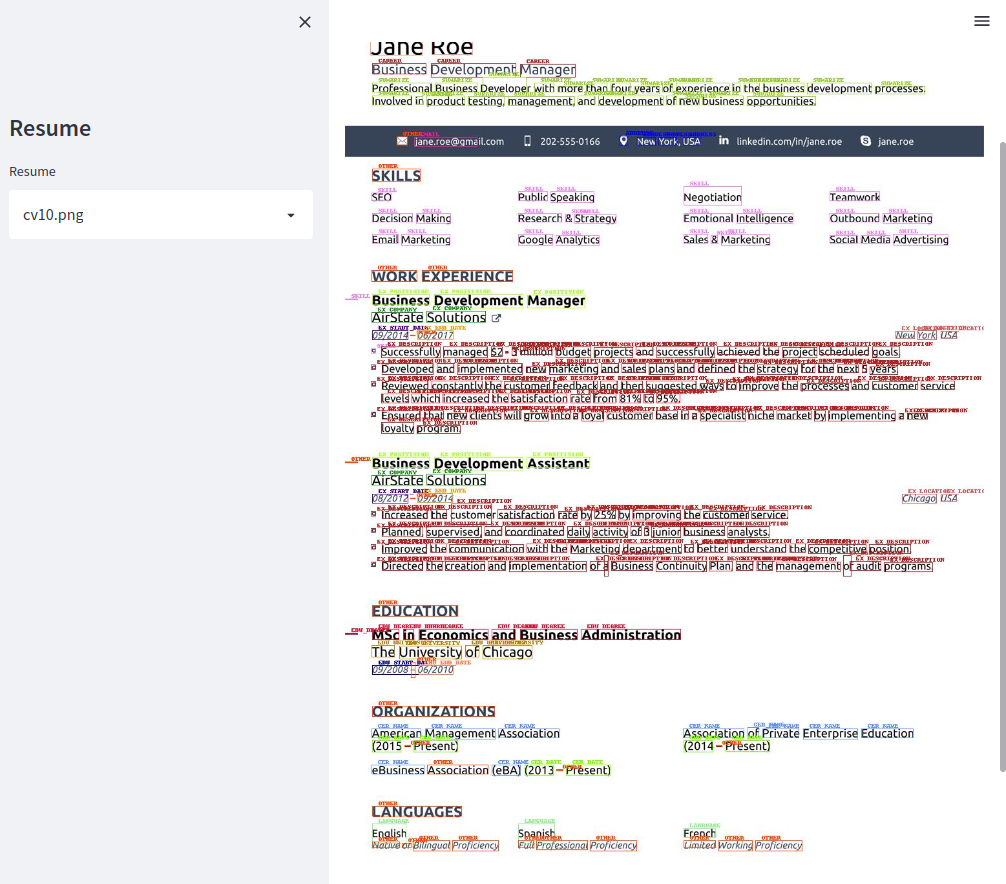 Resume
Resume
cv10.png
Jane Roe
Business Development Manager
Professional Business Developer with more than four years of experience in the business development processes.
Involved in product testing, management, and development of new business opportunities.
jane.roe@gmail.com
202-555-0166
New York, USA
linkedin.com/in/jane.roe
jane.roe
OTHER
SKILLS
SKILL
SEO
Public Speaking
Negotiation
Teamwork
Decision Making
Research & Strategy
Emotional Intelligence
Outbound Marketing
Email Marketing
Google Analytics
Sales & Marketing
Social Media Advertising
OTHER OTHER
WORK EXPERIENCE
Business Development Manager
EX COMPANY
AirState Solutions
09/2014 – 06/2017
New York, USA
Successfully managed $2 - 3 million budget projects and successfully achieved the project scheduled goals.
Developed and implemented new marketing and sales plans and defined the strategy for the next 5 years.
Reviewed constantly the customer feedback and then suggested ways to improve the processes and customer service
levels which increased the satisfaction rate from 81% to 95%.
Ensured that new clients will grow into a loyal customer base in a specialist niche market by implementing a new
loyalty program.
Business Development Assistant
EX COMPANY
AirState Solutions
08/2012 – 09/2014
Chicago, USA
Increased the customer satisfaction rate by 25% by improving the customer service.
Planned, supervised, and coordinated daily activity of 3 junior business analysts.
Improved the communication with the Marketing department to better understand the competitive position.
Directed the creation and implementation of a Business Continuity Plan, and the management of audit programs.
OTHER
EDUCATION
MSc in Economics and Business Administration
The University of Chicago
09/2008 – 06/2010
OTHER
ORGANIZATIONS
American Management Association
(2015 – Present)
Association of Private Enterprise Education
(2014 – Present)
eBusiness Association (eBA) (2013 – Present)
OTHER
LANGUAGES
LANGUAGE LANGUAGE LANGUAGE
English
Native or Bilingual Proficiency
Spanish
Full Professional Proficiency
French
Limited Working Proficiency